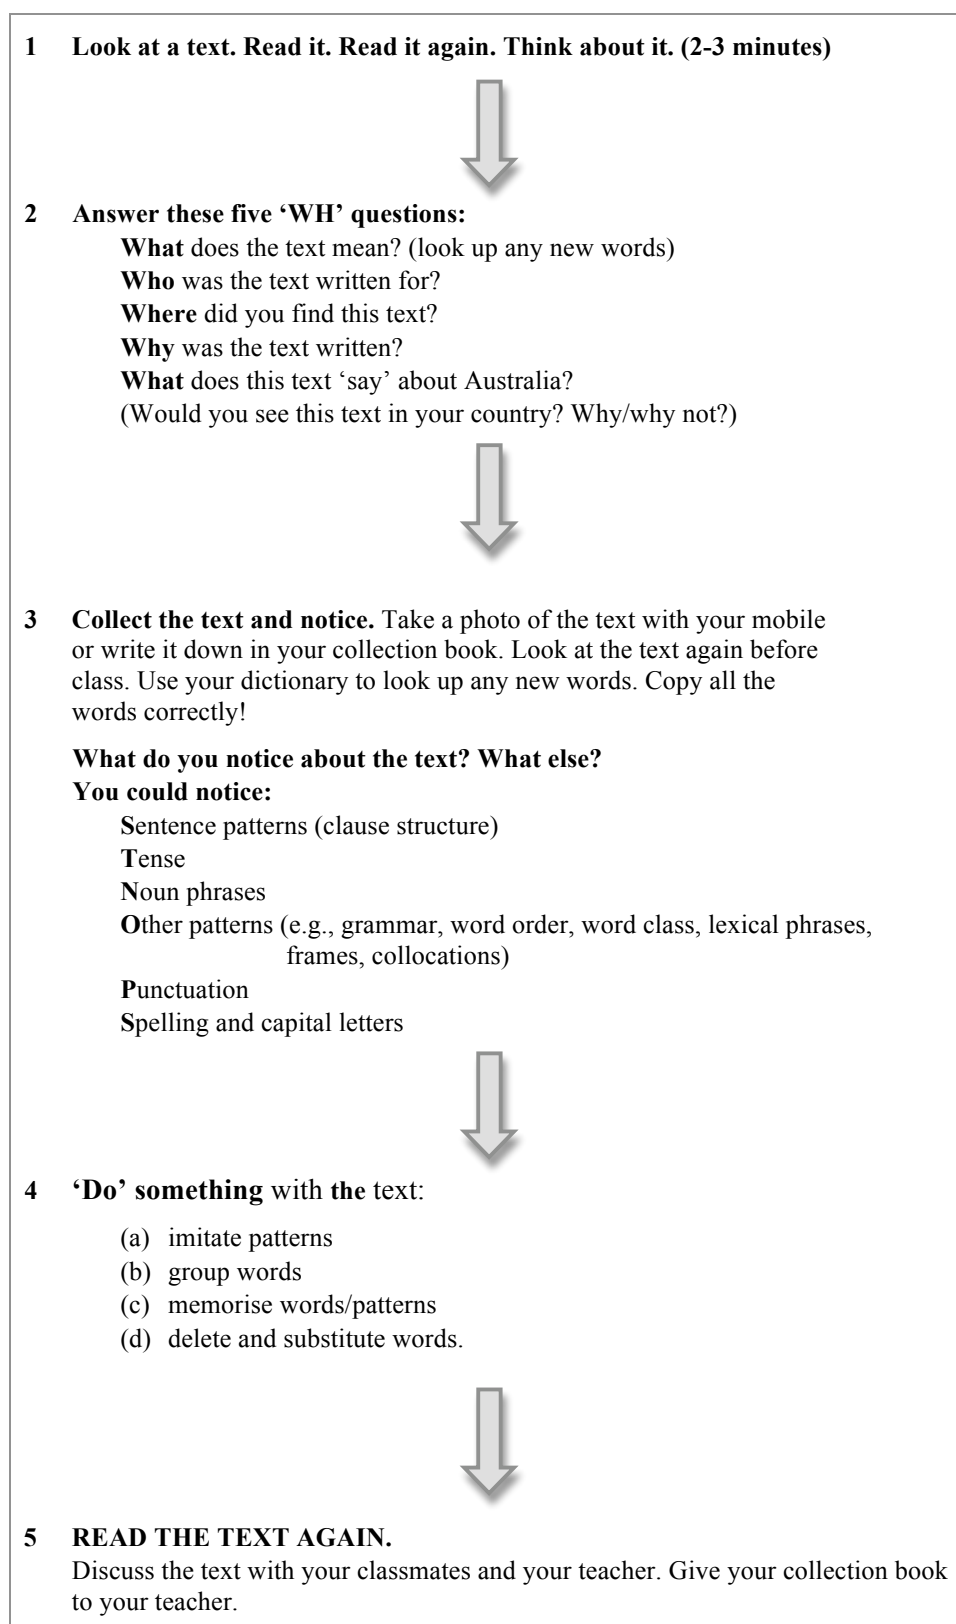 1 Look at a text. Read it. Read it again. Think about it. (2-3 minutes)
2 Answer these five ‘WH’ questions:
What does the text mean? (look up any new words)
Who was the text written for?
Where did you find this text?
Why was the text written?
What does this text ‘say’ about Australia?
(Would you see this text in your country? Why/why not?)
3 Collect the text and notice. Take a photo of the text with your mobile
or write it down in your collection book. Look at the text again before
class. Use your dictionary to look up any new words. Copy all the
words correctly!
What do you notice about the text? What else?
You could notice:
Sentence patterns (clause structure)
Tense
Noun phrases
Other patterns (e.g., grammar, word order, word class, lexical phrases,
frames, collocations)
Punctuation
Spelling and capital letters
4 ‘Do’ something with the text:
(a) imitate patterns
(b) group words
(c) memorise words/patterns
(d) delete and substitute words.
5 READ THE TEXT AGAIN.
Discuss the text with your classmates and your teacher. Give your collection book
to your teacher.